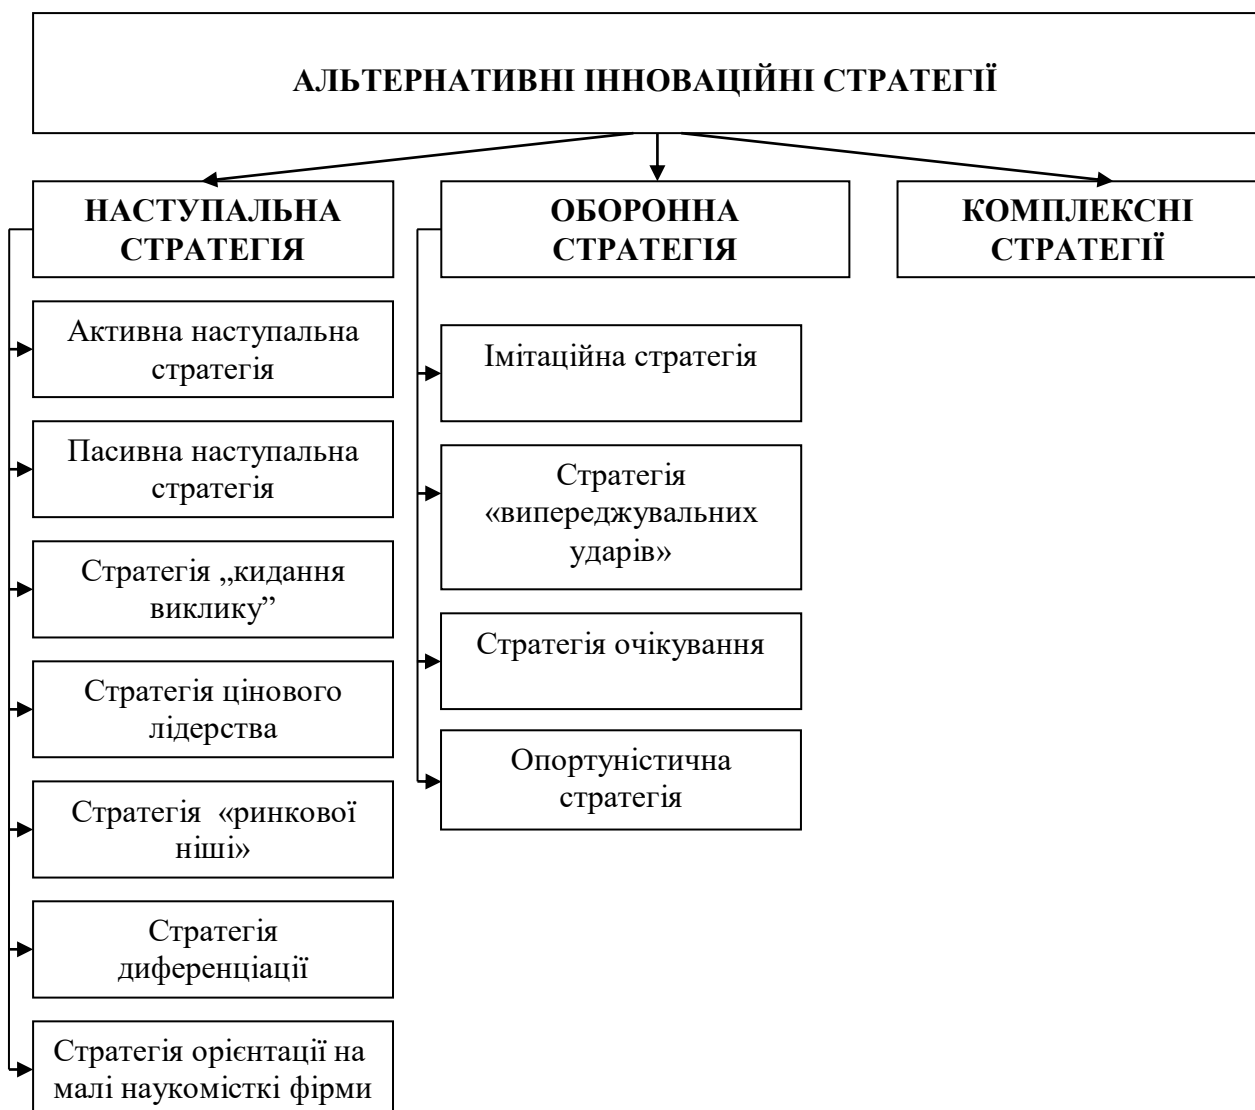 АЛЬТЕРНАТИВНІ ІННОВАЦІЙНІ СТРАТЕГІЇ
НАСТУПАЛЬНА
СТРАТЕГІЯ
Активна наступальна
стратегія
Пасивна наступальна
стратегія
Стратегія „кидання
виклику”
Стратегія цінового
лідерства
Стратегія «ринкової
ніші»
Стратегія
диференціації
Стратегія орієнтації на
малі наукомісткі фірми
ОБОРОННА
СТРАТЕГІЯ
Імітаційна стратегія
Стратегія
«випереджувальних
ударів»
Стратегія очікування
Опортуністична
стратегія
КОМПЛЕКСНІ
СТРАТЕГІЇ